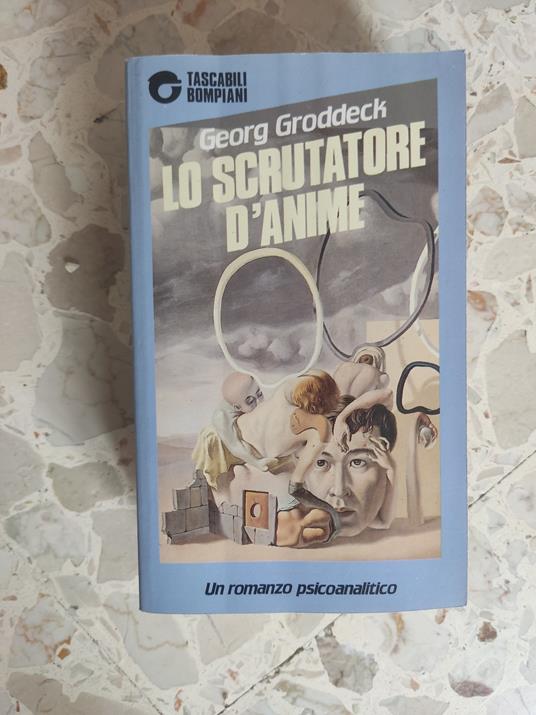 TASCABILI
BOMPIANI
Georg Groddeck
LO SCRUTATORE
D'ANIME
Un romanzo psicoanalitico